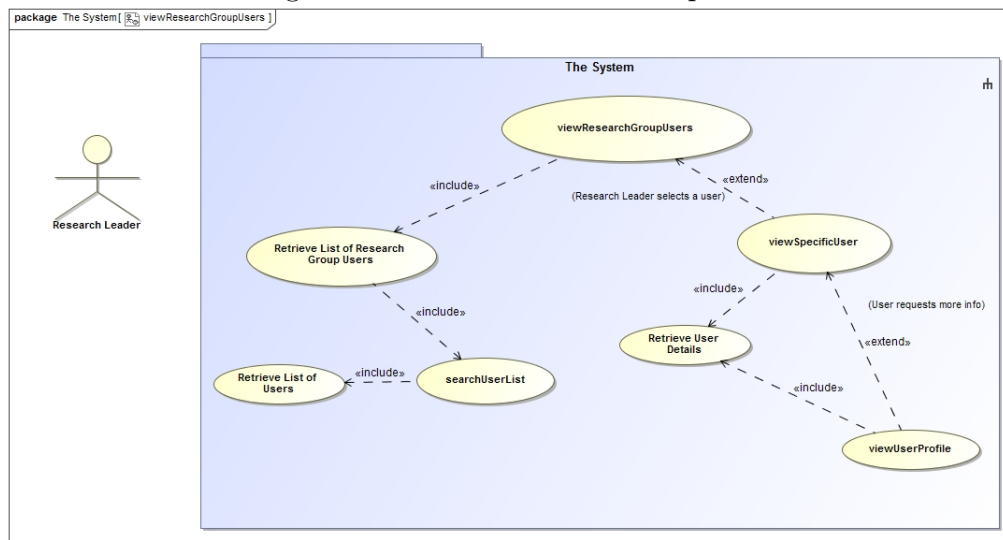 package The System[ viewResearchGroupUsers ]
The System
viewResearchGroupUsers
«include»
«extend»
(Research Leader selects a user)
Research Leader
Retrieve List of Research
Group Users
viewSpecificUser
«include»
(User requests more info)
«include»
Retrieve User
Details
«extend»
Retrieve List of
Users
«include»
searchUserList
«include»
viewUserProfile